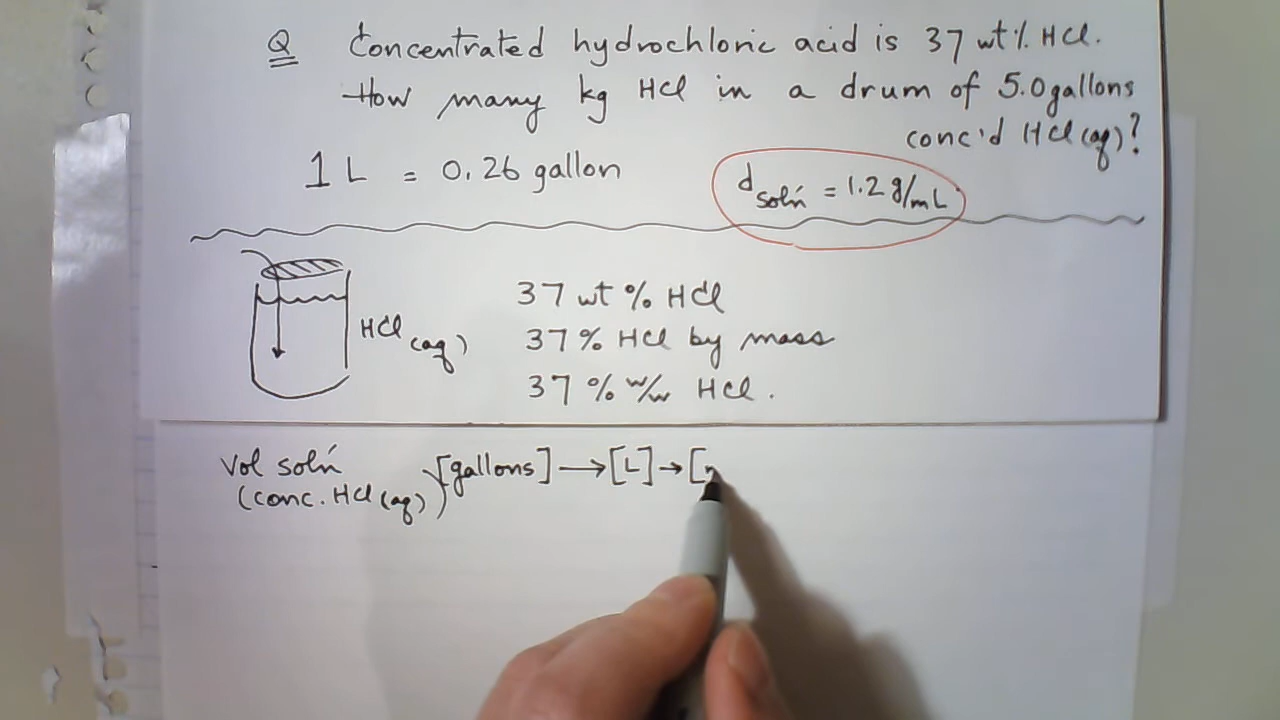 Q Concentrated hydrochloric acid is 37 wt% HCl.
How many kg HCl in a drum of 5.0 gallons
conc'd HCl (aq)?
1 L = 0.26 gallon
d sol'n = 1.2 g/mL
HCl (aq)
37 wt % HCl
37% HCl by mass
37 % w/w HCl.
Vol sol'n [gallons] → [L] → [
(conc. HCl (aq))